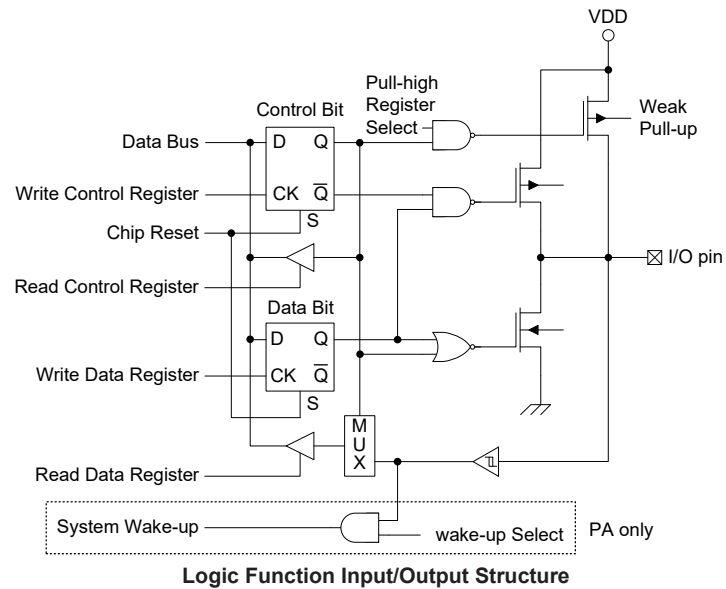 VDD
Pull-high
Register
Select
Control Bit
Weak
Pull-up
Data Bus
D Q
Write Control Register
CK Q̅
S
Chip Reset
I/O pin
Read Control Register
Data Bit
D Q
Write Data Register
CK Q̅
S
M
U
X
Read Data Register
System Wake-up
wake-up Select
PA only
Logic Function Input/Output Structure